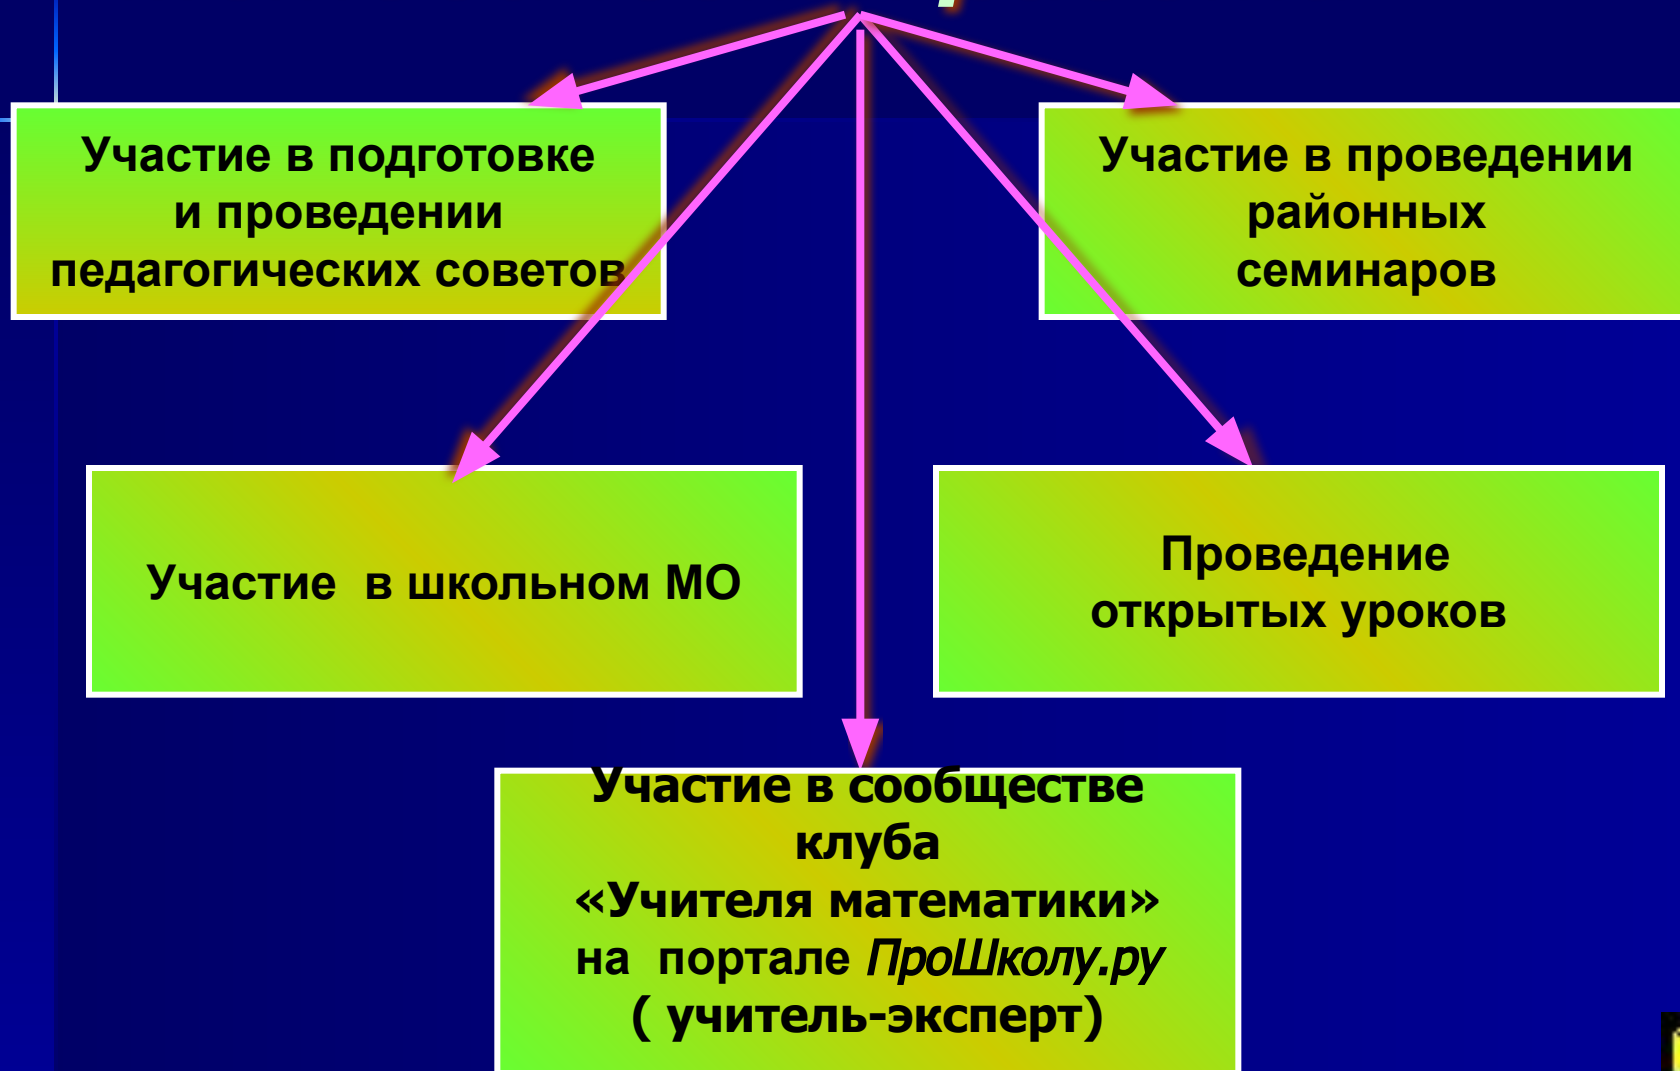 Участие в подготовке
и проведении
педагогических советов
Участие в проведении
районных
семинаров
Участие в школьном МО
Проведение
открытых уроков
Участие в сообществе
клуба
«Учителя математики»
на портале ПроШколу.ру
( учитель-эксперт)